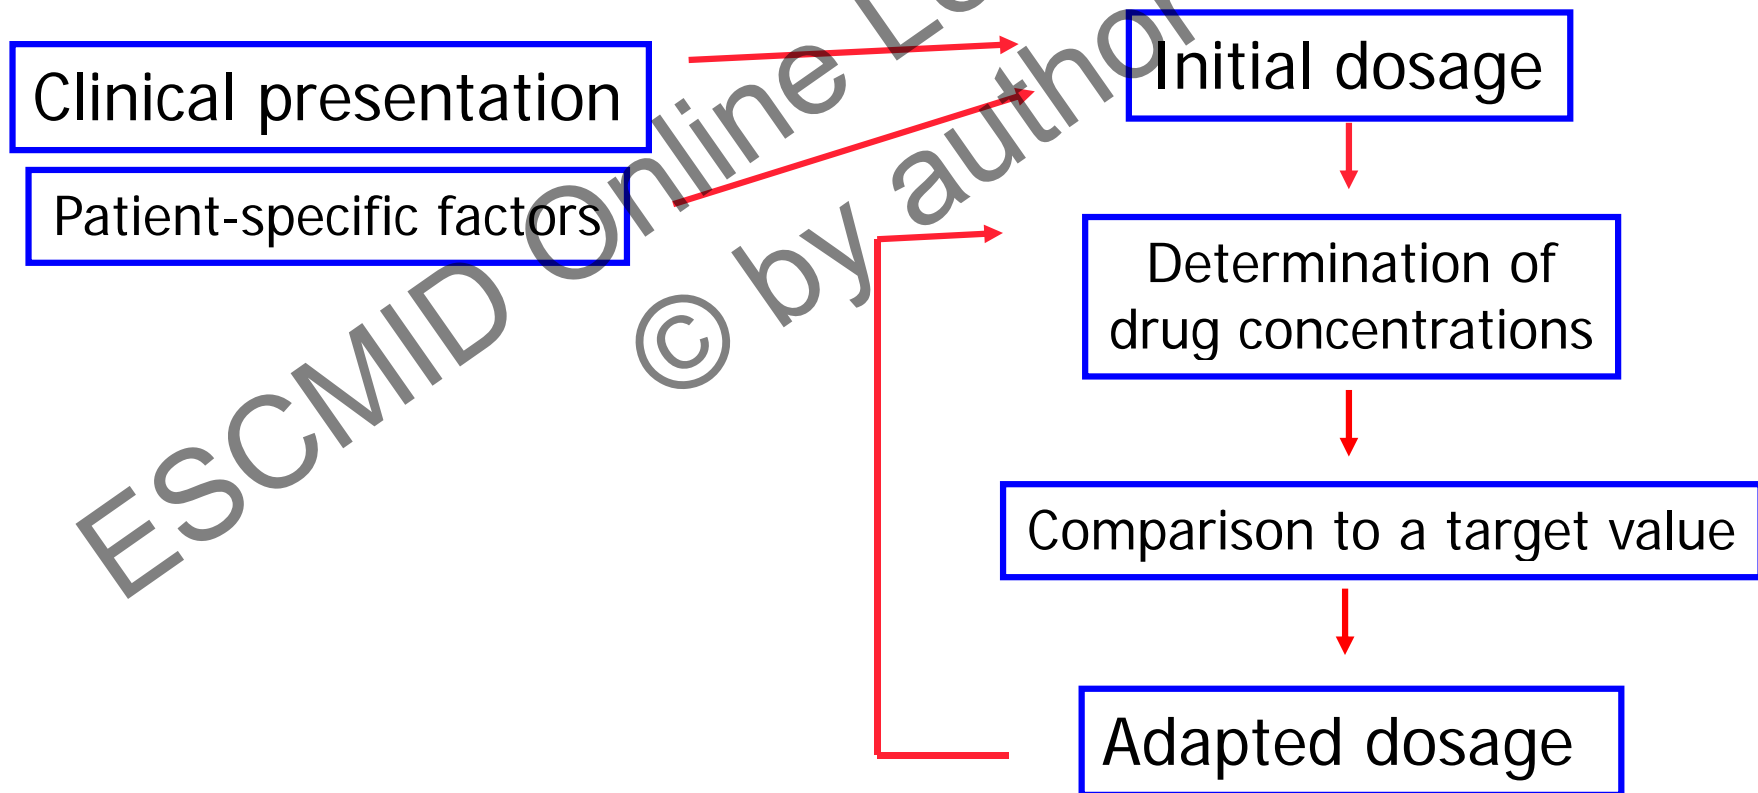 Clinical presentation
Patient-specific factors
Initial dosage
Determination of
drug concentrations
Comparison to a target value
Adapted dosage
ESCMID Online
© by author